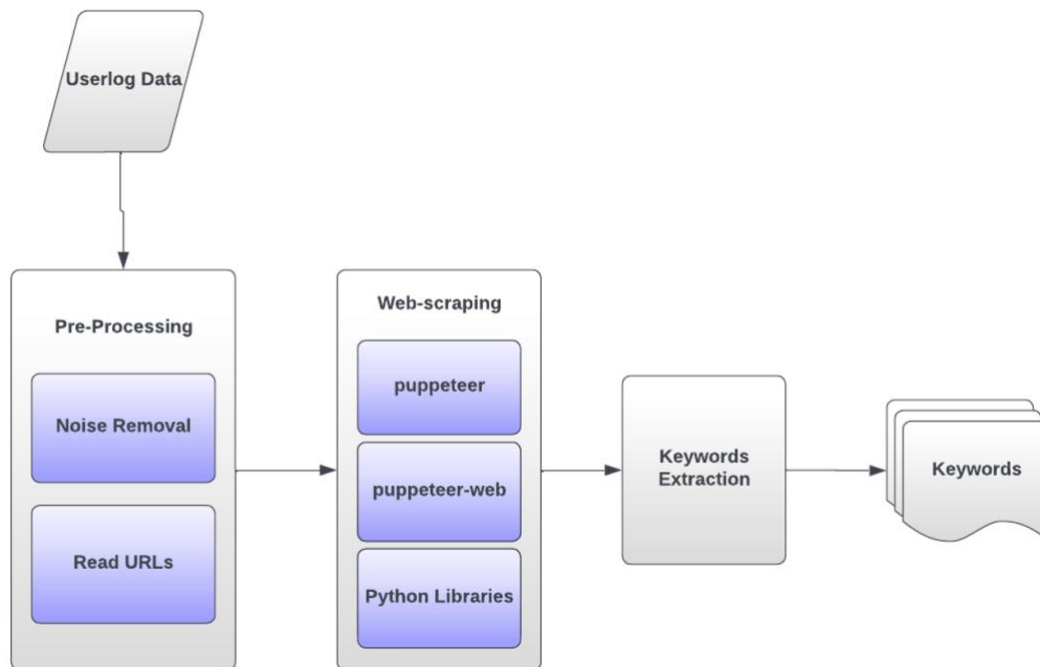 Userlog Data
Pre-Processing
Noise Removal
Read URLs
Web-scraping
puppeteer
puppeteer-web
Python Libraries
Keywords
Extraction
Keywords